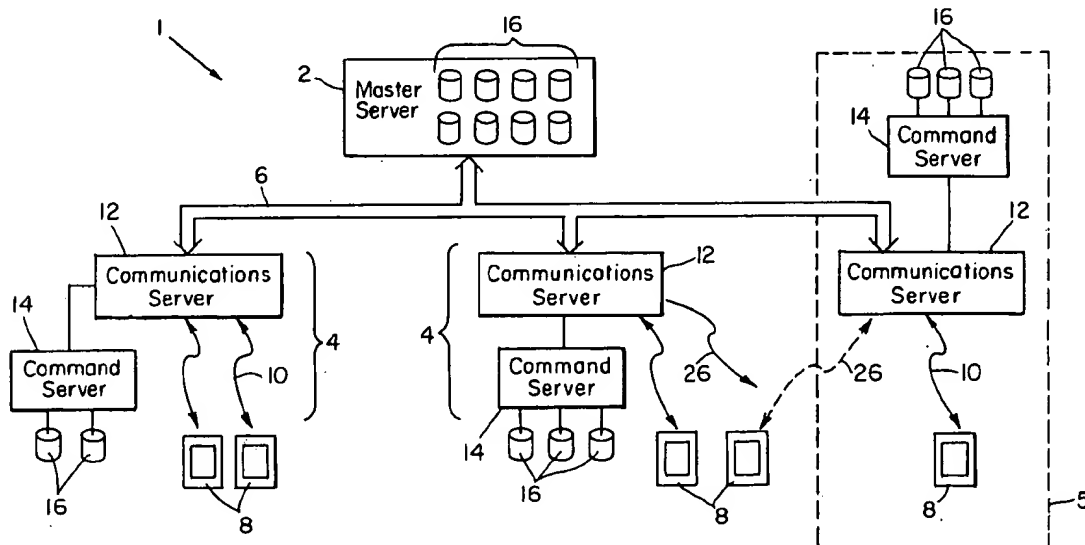 1
16
2
Master
Server
16
14
Command
Server
6
12
Communications
Server
4
14
Command
Server
10
16
8
4
12
Communications
Server
Command
Server
14
16
26
8
12
Communications
Server
26
10
8
5